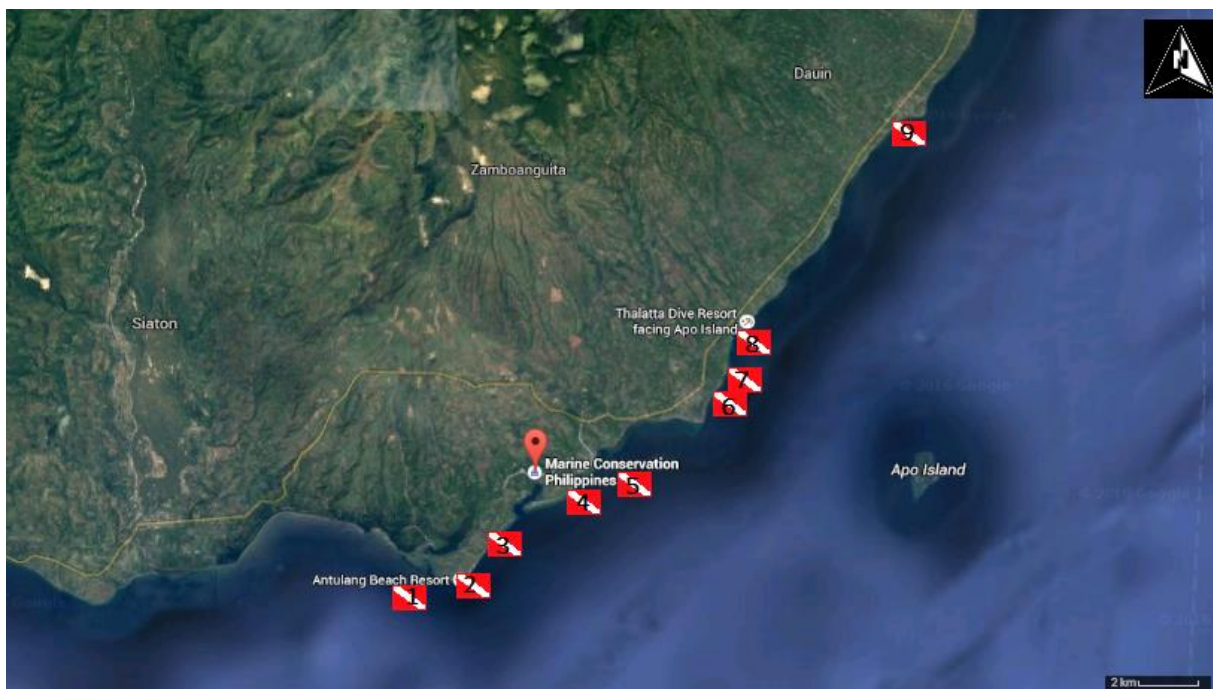 N
Dauin
9
Zamboanguita
Thalatta Dive Resort
facing Apo Island
Siaton
8
7
6
Marine Conservation
Philippines
Apo Island
5
4
3
Antulang Beach Resort
2
1
2 km